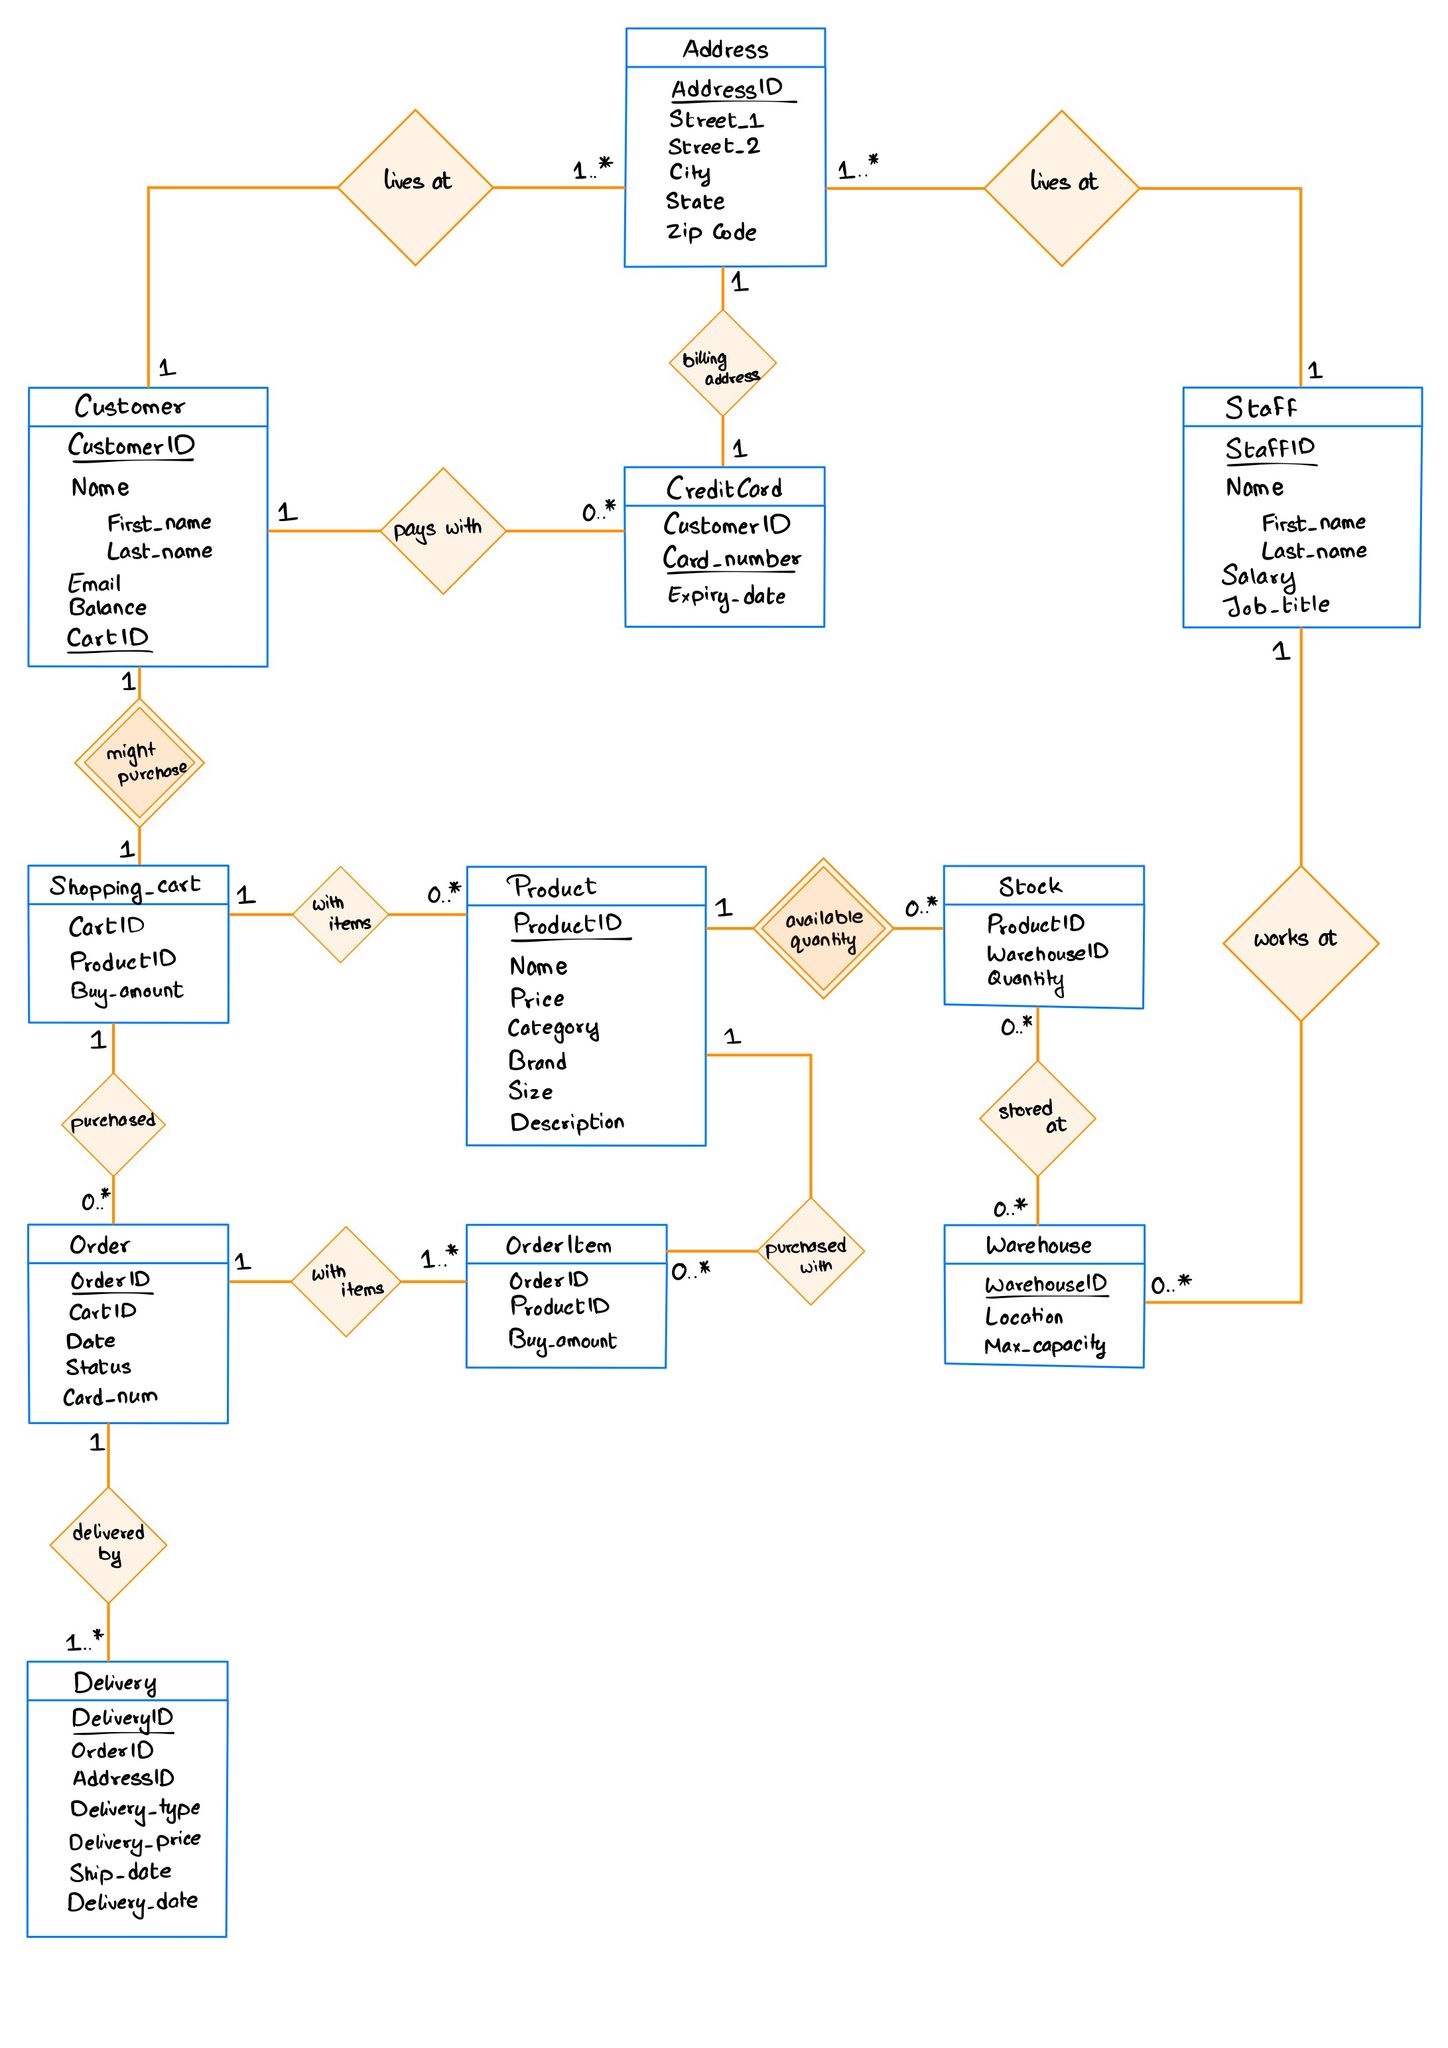 Address
AddressID
Street_1
Street_2
City
State
Zip Code
lives at
1..*
1..*
lives at
1
billing
address
1
1
1
Customer
CustomerID
Name
First_name
Last_name
Email
Balance
CartID
1
pays with
0..*
CreditCard
CustomerID
Card_number
Expiry_date
Staff
StaffID
Name
First_name
Last_name
Salary
Job_title
1
might
purchase
1
1
works at
Shopping_cart
CartID
ProductID
Buy_amount
1
with
items
0..*
Product
ProductID
Name
Price
Category
Brand
Size
Description
1
available
quantity
0..*
Stock
ProductID
WarehouseID
Quantity
1
purchased
0..*
1
purchased
with
0..*
0..*
stored
at
0..*
Order
OrderID
CartID
Date
Status
Card_num
1
with
items
1..*
OrderItem
OrderID
ProductID
Buy_amount
Warehouse
WarehouseID
Location
Max_capacity
0..*
1
delivered
by
1..*
Delivery
DeliveryID
OrderID
AddressID
Delivery_type
Delivery_price
Ship_date
Delivery_date